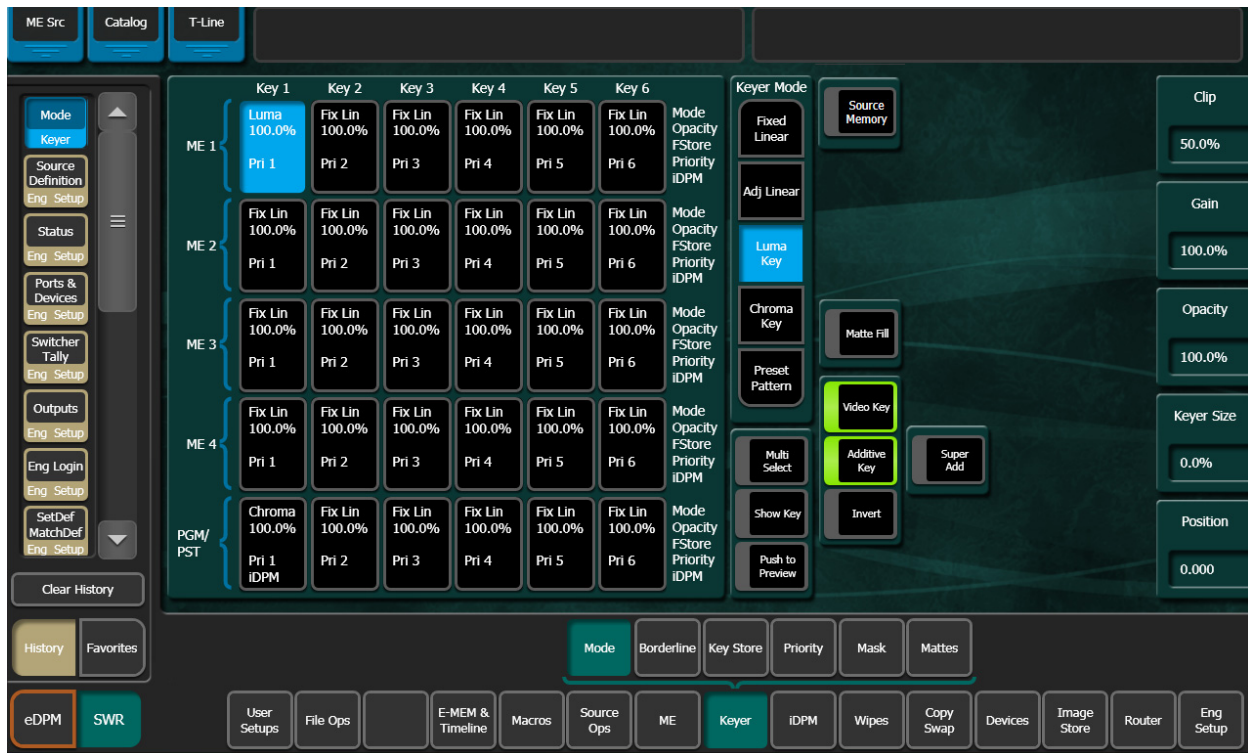 ME Src
Catalog
T-Line
Mode
Keyer
Source
Definition
Eng Setup
Status
Eng Setup
Ports &
Devices
Eng Setup
Switcher
Tally
Eng Setup
Outputs
Eng Setup
Eng Login
Eng Setup
SetDef
MatchDef
Eng Setup
Clear History
History
Favorites
Key 1 Key 2 Key 3 Key 4 Key 5 Key 6
ME 1
Luma Fix Lin Fix Lin Fix Lin Fix Lin Fix Lin Mode
100.0% 100.0% 100.0% 100.0% 100.0% 100.0% Opacity
FStore
Pri 1 Pri 2 Pri 3 Pri 4 Pri 5 Pri 6 Priority
iDPM
ME 2
Fix Lin Fix Lin Fix Lin Fix Lin Fix Lin Fix Lin Mode
100.0% 100.0% 100.0% 100.0% 100.0% 100.0% Opacity
FStore
Pri 1 Pri 2 Pri 3 Pri 4 Pri 5 Pri 6 Priority
iDPM
ME 3
Fix Lin Fix Lin Fix Lin Fix Lin Fix Lin Fix Lin Mode
100.0% 100.0% 100.0% 100.0% 100.0% 100.0% Opacity
FStore
Pri 1 Pri 2 Pri 3 Pri 4 Pri 5 Pri 6 Priority
iDPM
ME 4
Fix Lin Fix Lin Fix Lin Fix Lin Fix Lin Fix Lin Mode
100.0% 100.0% 100.0% 100.0% 100.0% 100.0% Opacity
FStore
Pri 1 Pri 2 Pri 3 Pri 4 Pri 5 Pri 6 Priority
iDPM
PGM/
PST
Chroma Fix Lin Fix Lin Fix Lin Fix Lin Fix Lin Mode
100.0% 100.0% 100.0% 100.0% 100.0% 100.0% Opacity
FStore
Pri 1 Pri 2 Pri 3 Pri 4 Pri 5 Pri 6 Priority
iDPM iDPM
Keyer Mode
Fixed
Linear
Adj Linear
Luma
Key
Chroma
Key
Preset
Pattern
Multi
Select
Show Key
Push to
Preview
Source
Memory
Matte Fill
Video Key
Additive
Key
Invert
Super
Add
Clip
50.0%
Gain
100.0%
Opacity
100.0%
Keyer Size
0.0%
Position
0.000
Mode
Borderline
Key Store
Priority
Mask
Mattes
eDPM
SWR
User
Setups
File Ops
E-MEM &
Timeline
Macros
Source
Ops
ME
Keyer
iDPM
Wipes
Copy
Swap
Devices
Image
Store
Router
Eng
Setup